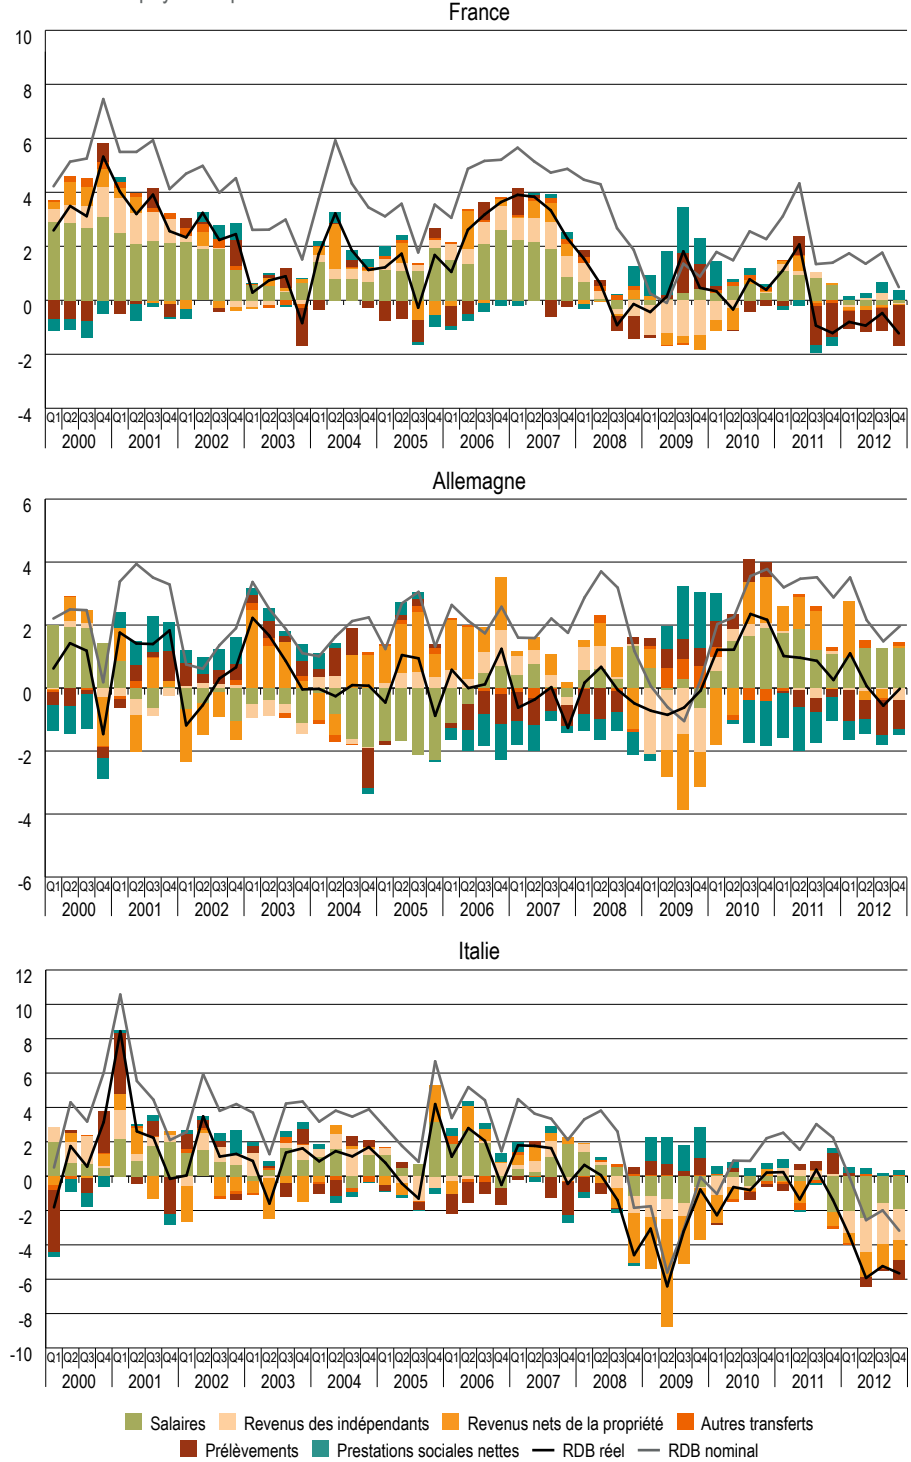 France
10
8
6
4
2
0
-2
-4
Q1 Q2 Q3 Q4 Q1 Q2 Q3 Q4 Q1 Q2 Q3 Q4 Q1 Q2 Q3 Q4 Q1 Q2 Q3 Q4 Q1 Q2 Q3 Q4 Q1 Q2 Q3 Q4 Q1 Q2 Q3 Q4 Q1 Q2 Q3 Q4 Q1 Q2 Q3 Q4 Q1 Q2 Q3 Q4 Q1 Q2 Q3 Q4 Q1 Q2 Q3 Q4
2000 2001 2002 2003 2004 2005 2006 2007 2008 2009 2010 2011 2012
Allemagne
6
4
2
0
-2
-4
-6
Q1 Q2 Q3 Q4 Q1 Q2 Q3 Q4 Q1 Q2 Q3 Q4 Q1 Q2 Q3 Q4 Q1 Q2 Q3 Q4 Q1 Q2 Q3 Q4 Q1 Q2 Q3 Q4 Q1 Q2 Q3 Q4 Q1 Q2 Q3 Q4 Q1 Q2 Q3 Q4 Q1 Q2 Q3 Q4 Q1 Q2 Q3 Q4 Q1 Q2 Q3 Q4
2000 2001 2002 2003 2004 2005 2006 2007 2008 2009 2010 2011 2012
Italie
12
10
8
6
4
2
0
-2
-4
-6
-8
-10
Q1 Q2 Q3 Q4 Q1 Q2 Q3 Q4 Q1 Q2 Q3 Q4 Q1 Q2 Q3 Q4 Q1 Q2 Q3 Q4 Q1 Q2 Q3 Q4 Q1 Q2 Q3 Q4 Q1 Q2 Q3 Q4 Q1 Q2 Q3 Q4 Q1 Q2 Q3 Q4 Q1 Q2 Q3 Q4 Q1 Q2 Q3 Q4 Q1 Q2 Q3 Q4
2000 2001 2002 2003 2004 2005 2006 2007 2008 2009 2010 2011 2012
Salaires Revenus des indépendants Revenus nets de la propriété Autres transferts
Prélèvements Prestations sociales nettes RDB réel RDB nominal